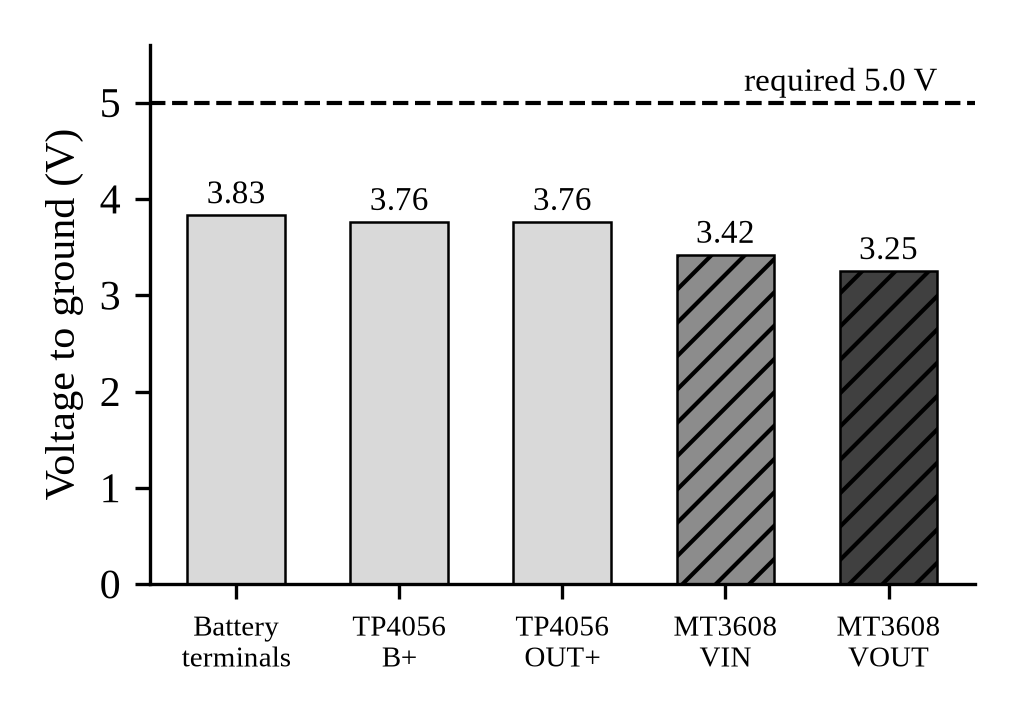 required 5.0 V
Voltage to ground (V)
5
4
3
2
1
0
3.83
3.76
3.76
3.42
3.25
Battery
terminals
TP4056
B+
TP4056
OUT+
MT3608
VIN
MT3608
VOUT